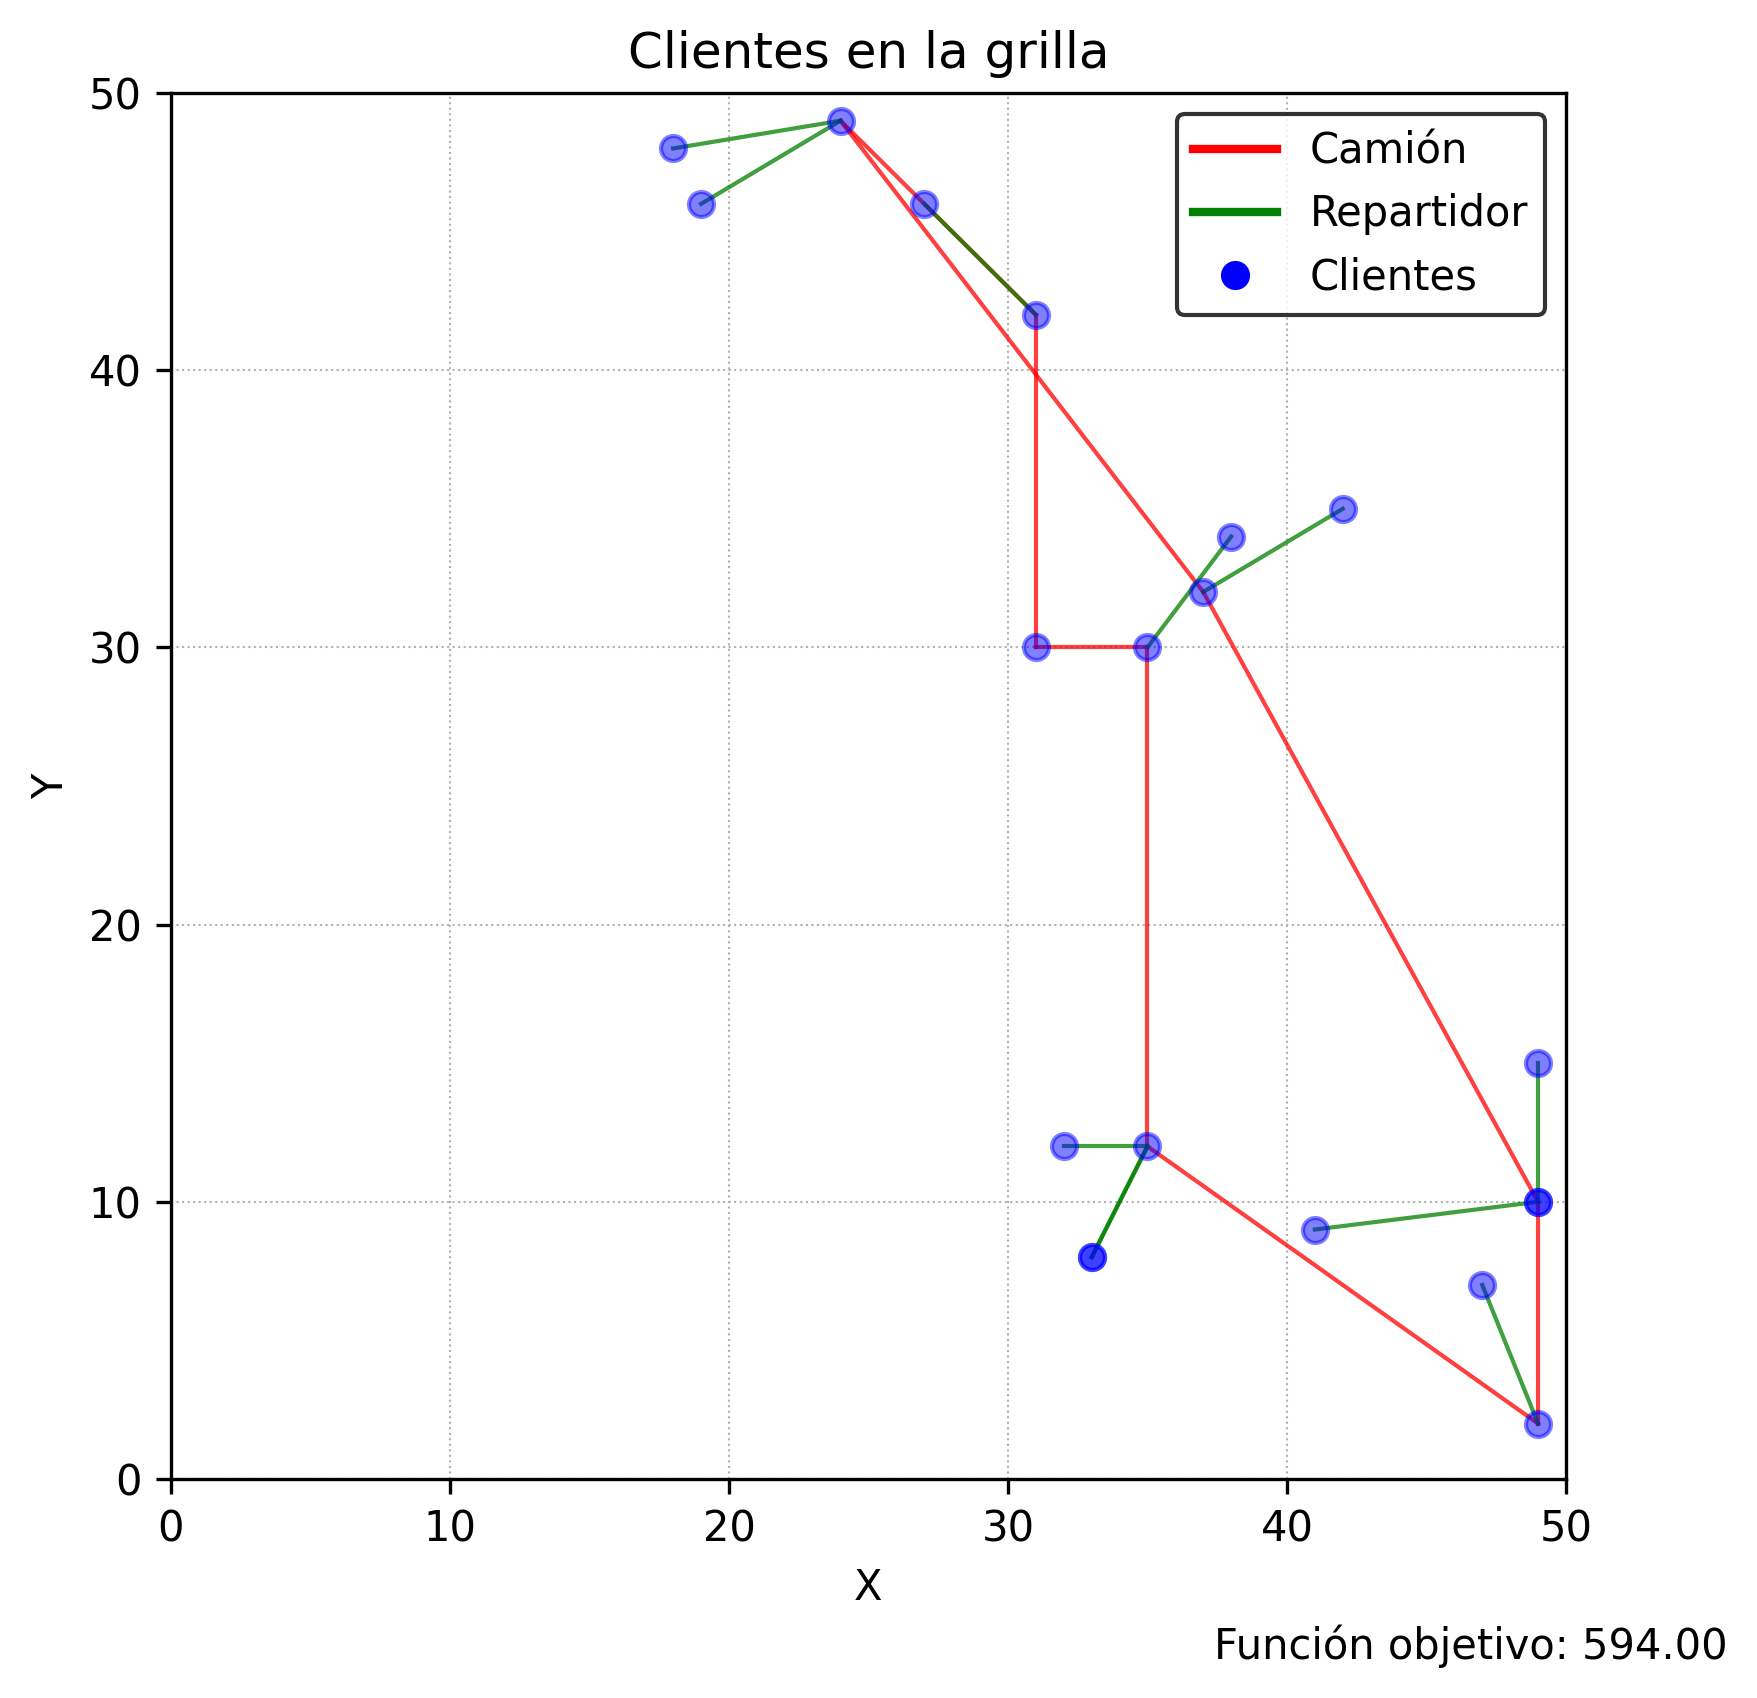 Clientes en la grilla
50
40
30
20
10
0
Y
Camión
Repartidor
Clientes
0 10 20 30 40 50
X
Función objetivo: 594.00